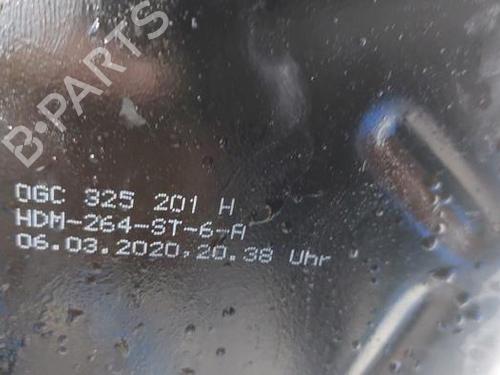 B-PARTS
0GC 325 201 H
HDM-264-ST-6-A
06.03.2020,20.38 Uhr